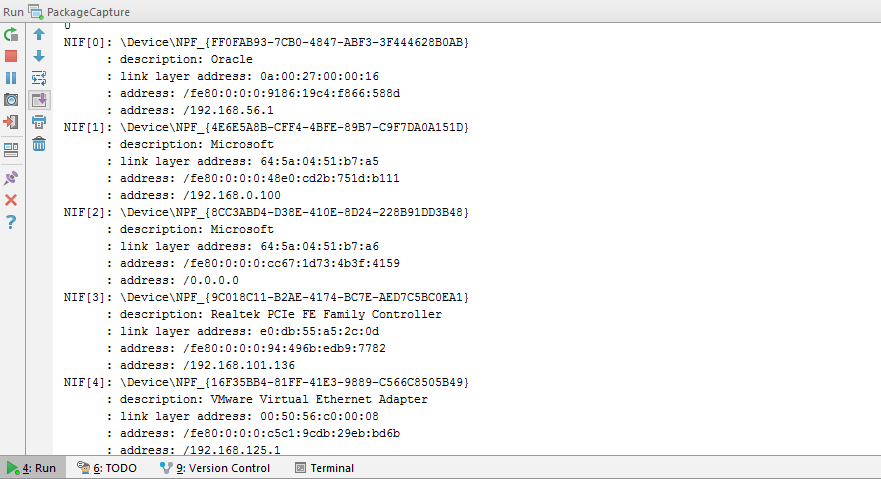 Run PackageCapture
0
NIF[0]: \Device\NPF_{FF0FAB93-7CB0-4847-ABF3-3F444628B0AB}
: description: Oracle
: link layer address: 0a:00:27:00:00:16
: address: /fe80:0:0:0:9186:19c4:f866:588d
: address: /192.168.56.1
NIF[1]: \Device\NPF_{4E6E5A8B-CFF4-4BFE-89B7-C9F7DA0A151D}
: description: Microsoft
: link layer address: 64:5a:04:51:b7:a5
: address: /fe80:0:0:0:48e0:cd2b:751d:b111
: address: /192.168.0.100
NIF[2]: \Device\NPF_{8CC3ABD4-D38E-410E-8D24-228B91DD3B48}
: description: Microsoft
: link layer address: 64:5a:04:51:b7:a6
: address: /fe80:0:0:0:cc67:1d73:4b3f:4159
: address: /0.0.0.0
NIF[3]: \Device\NPF_{9C018C11-B2AE-4174-BC7E-AED7C5BC0EA1}
: description: Realtek PCIe FE Family Controller
: link layer address: e0:db:55:a5:2c:0d
: address: /fe80:0:0:0:94:496b:edb9:7782
: address: /192.168.101.136
NIF[4]: \Device\NPF_{16F35BB4-81FF-41E3-9889-C566C8505B49}
: description: VMware Virtual Ethernet Adapter
: link layer address: 00:50:56:c0:00:08
: address: /fe80:0:0:0:c5c1:9cdb:29eb:bd6b
: address: /192.168.125.1
4: Run 6: TODO 9: Version Control Terminal